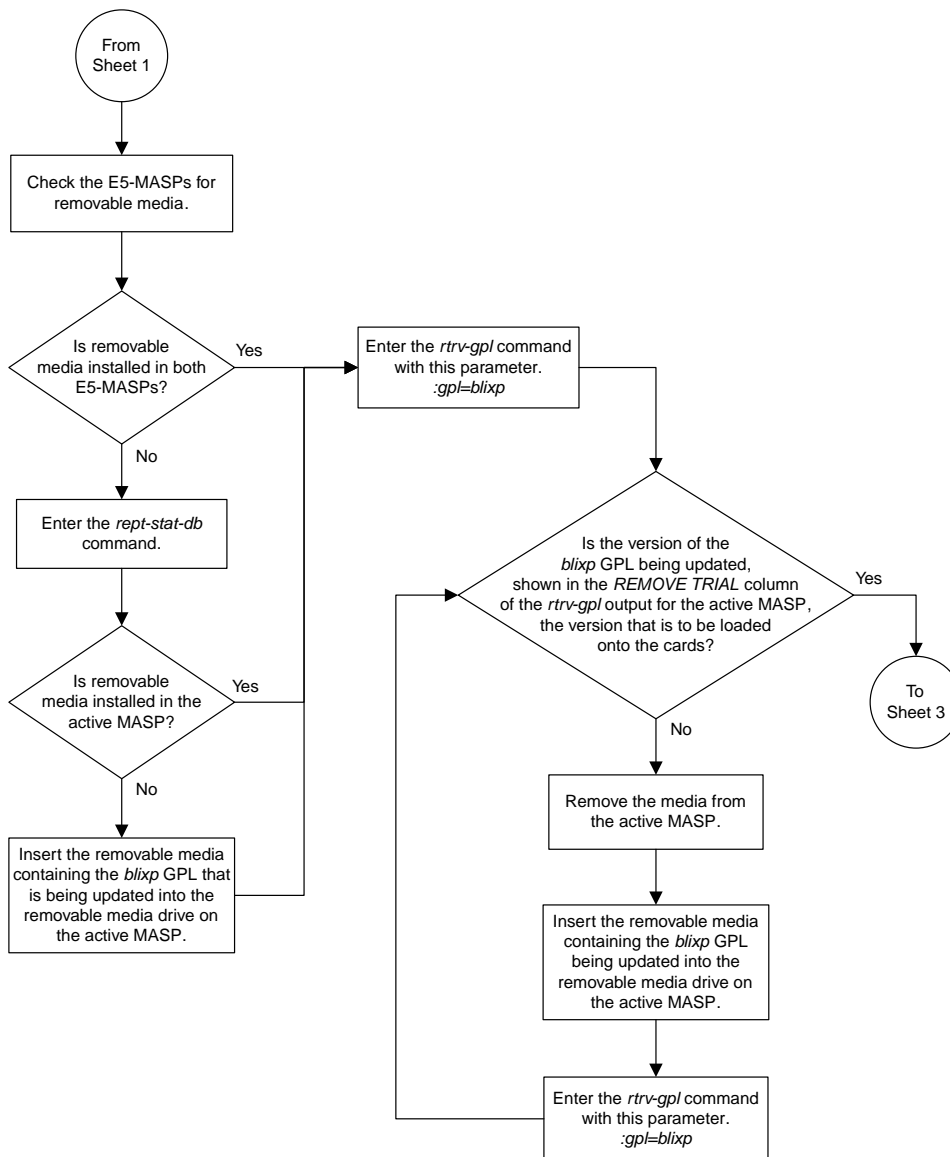 From
Sheet 1
Check the E5-MASPs for
removable media.
Is removable
media installed in both
E5-MASPs?
Yes
No
Enter the rept-stat-db
command.
Is removable
media installed in the
active MASP?
Yes
No
Insert the removable media
containing the blixp GPL that
is being updated into the
removable media drive on
the active MASP.
Enter the rtrv-gpl command
with this parameter.
:gpl=blixp
Is the version of the
blixp GPL being updated,
shown in the REMOVE TRIAL column
of the rtrv-gpl output for the active MASP,
the version that is to be loaded
onto the cards?
Yes
To
Sheet 3
No
Remove the media from
the active MASP.
Insert the removable media
containing the blixp GPL
being updated into the
removable media drive on
the active MASP.
Enter the rtrv-gpl command
with this parameter.
:gpl=blixp